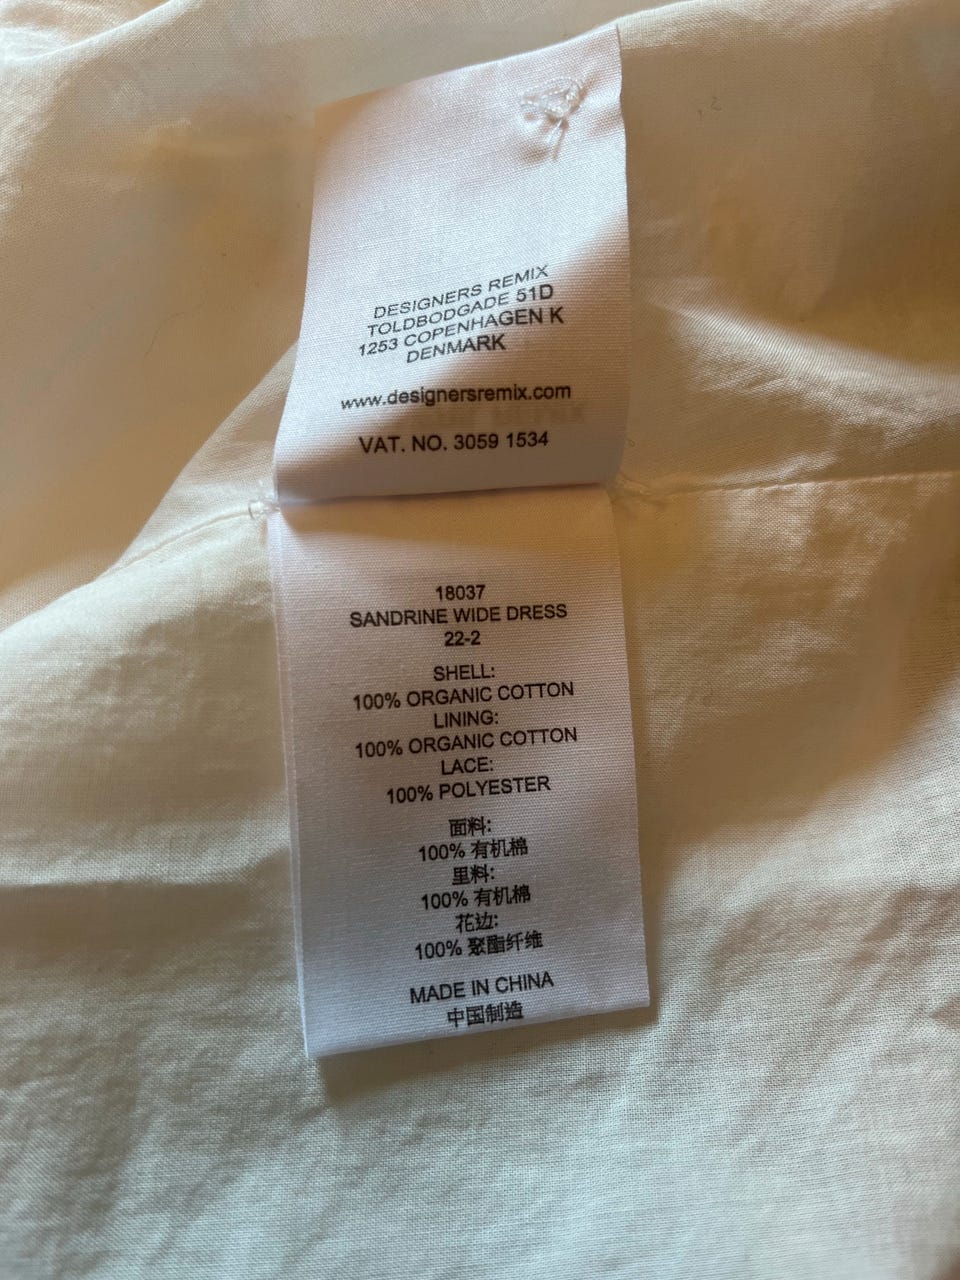 DESIGNERS REMIX
TOLDBODGADE 51D
1253 COPENHAGEN K
DENMARK
www.designersremix.com
VAT. NO. 3059 1534
18037
SANDRINE WIDE DRESS
22-2
SHELL:
100% ORGANIC COTTON
LINING:
100% ORGANIC COTTON
LACE:
100% POLYESTER
面料:
100% 有机棉
里料:
100% 有机棉
花边:
100% 聚酯纤维
MADE IN CHINA
中国制造